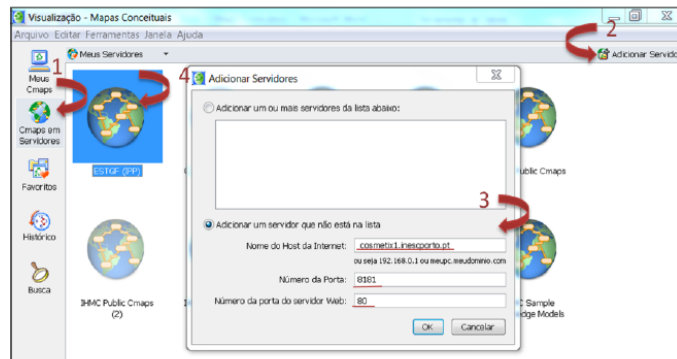 Visualização - Mapas Conceituais
Arquivo Editar Ferramentas Janela Ajuda
Meus Servidores
2
Adicionar Servido
1
Meus Cmaps
Cmaps em Servidores
Favoritos
Histórico
Busca
4
ESTGF (IPP)
Public Cmaps
IHMC Public Cmaps
(2)
Sample
dge Models
Adicionar Servidores
Adicionar um ou mais servidores da lista abaixo:
3
Adicionar um servidor que não está na lista
Nome do Host da Internet: cosmetix1.inescporto.pt
ou seja 192.168.0.1 ou meupc.meudominio.com
Número da Porta: 8181
Número da porta do servidor Web: 80
OK Cancelar